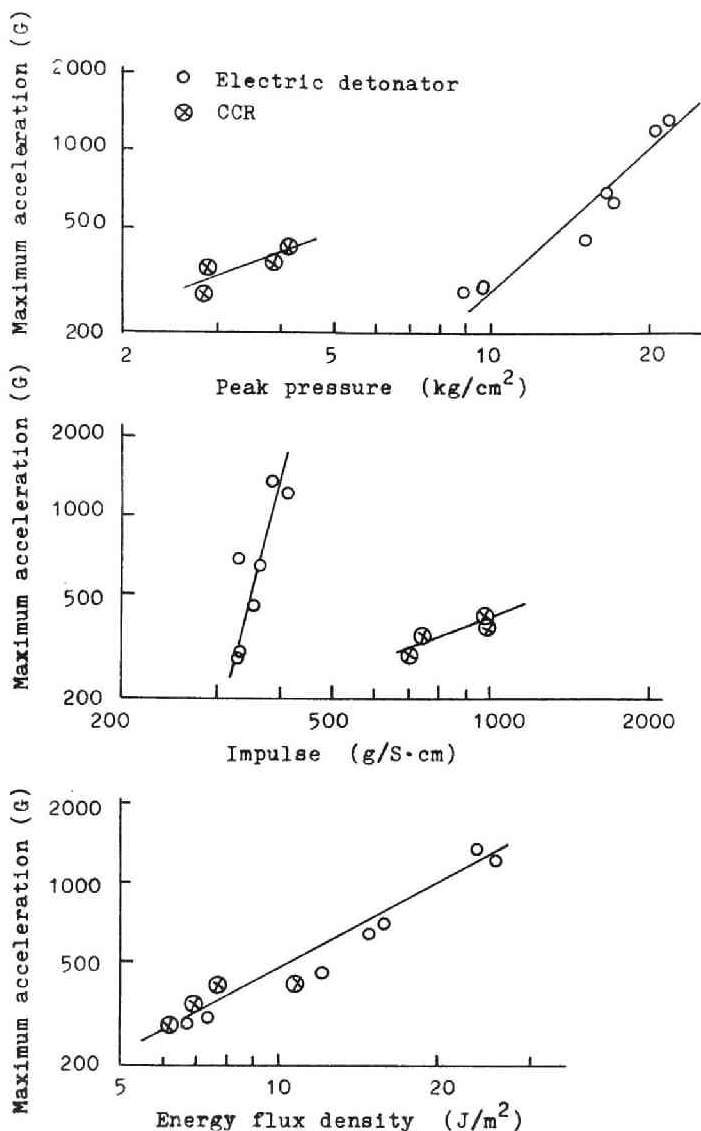 Maximum acceleration (G)
2000
1000
500
200
○ Electric detonator
⊗ CCR
2 5 10 20
Peak pressure (kg/cm²)
Maximum acceleration (G)
2000
1000
500
200
200 500 1000 2000
Impulse (g/S·cm)
Maximum acceleration (G)
2000
1000
500
200
5 10 20
Energy flux density (J/m²)